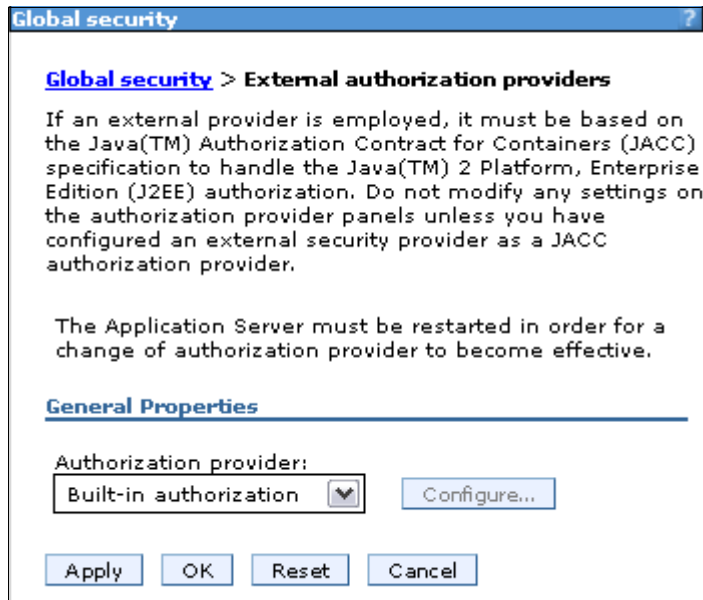 Global security ?
Global security > External authorization providers
If an external provider is employed, it must be based on
the Java(TM) Authorization Contract for Containers (JACC)
specification to handle the Java(TM) 2 Platform, Enterprise
Edition (J2EE) authorization. Do not modify any settings on
the authorization provider panels unless you have
configured an external security provider as a JACC
authorization provider.
The Application Server must be restarted in order for a
change of authorization provider to become effective.
General Properties
Authorization provider:
Built-in authorization Configure...
Apply OK Reset Cancel